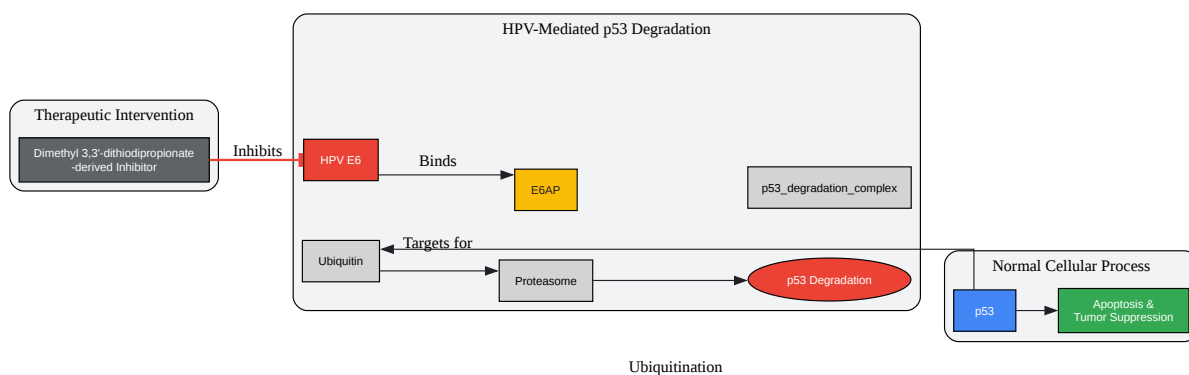 HPV-Mediated p53 Degradation
Therapeutic Intervention
Dimethyl 3,3'-dithiodipropionate
-derived Inhibitor
Inhibits
HPV E6
Binds
E6AP
p53_degradation_complex
Targets for
Ubiquitin
Proteasome
p53 Degradation
Normal Cellular Process
p53
Apoptosis &
Tumor Suppression
Ubiquitination